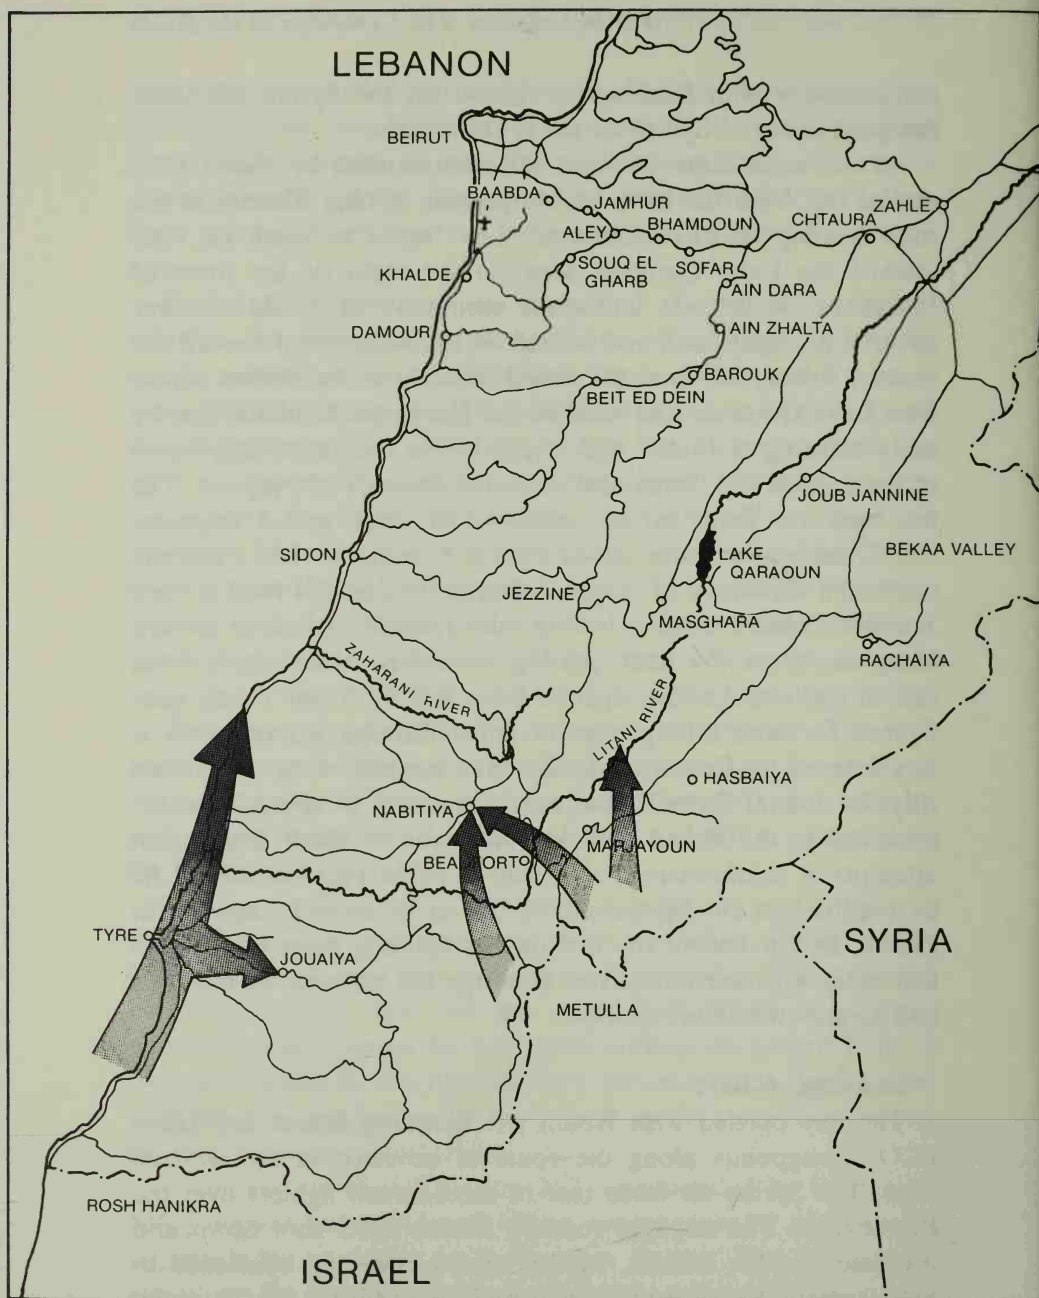 LEBANON
BEIRUT
BAABDA
JAMHUR
ZAHLE
CHTAURA
BHAMDOUN
ALEY
SOUQ EL
GHARB
SOFAR
KHALDE
AIN DARA
DAMOUR
AIN ZHALTA
BAROUK
BEIT ED DEIN
JOUB JANNINE
SIDON
LAKE
QARAOUN
BEKAA VALLEY
JEZZINE
MASGHARA
RACHAIYA
ZAHARANI RIVER
LITANI RIVER
HASBAIYA
NABITIYA
MARJAYOUN
BEAUFORT
TYRE
SYRIA
JOUAIYA
METULLA
ROSH HANIKRA
ISRAEL